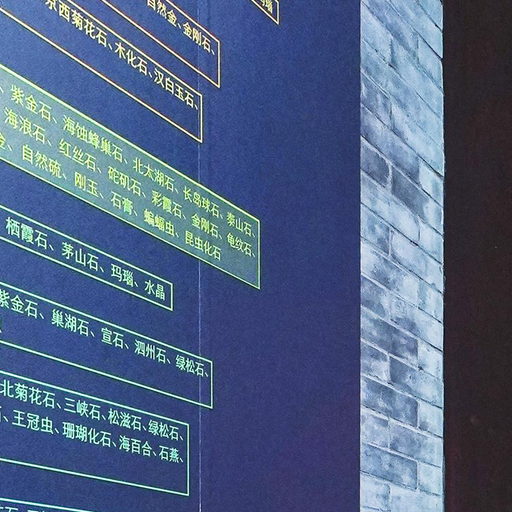 自然金、金刚石、
京西菊花石、木化石、汉白玉石、
、紫金石、海蚀蜂巢石、北太湖石、长岛球石、泰山石、
海浪石、红丝石、砣矶石、彩霞石、金刚石、龟纹石、
、自然硫、刚玉、石膏、蝙蝠虫、昆虫化石
栖霞石、茅山石、玛瑙、水晶
紫金石、巢湖石、宣石、泗州石、绿松石、
北菊花石、三峡石、松滋石、绿松石、
、王冠虫、珊瑚化石、海百合、石燕、